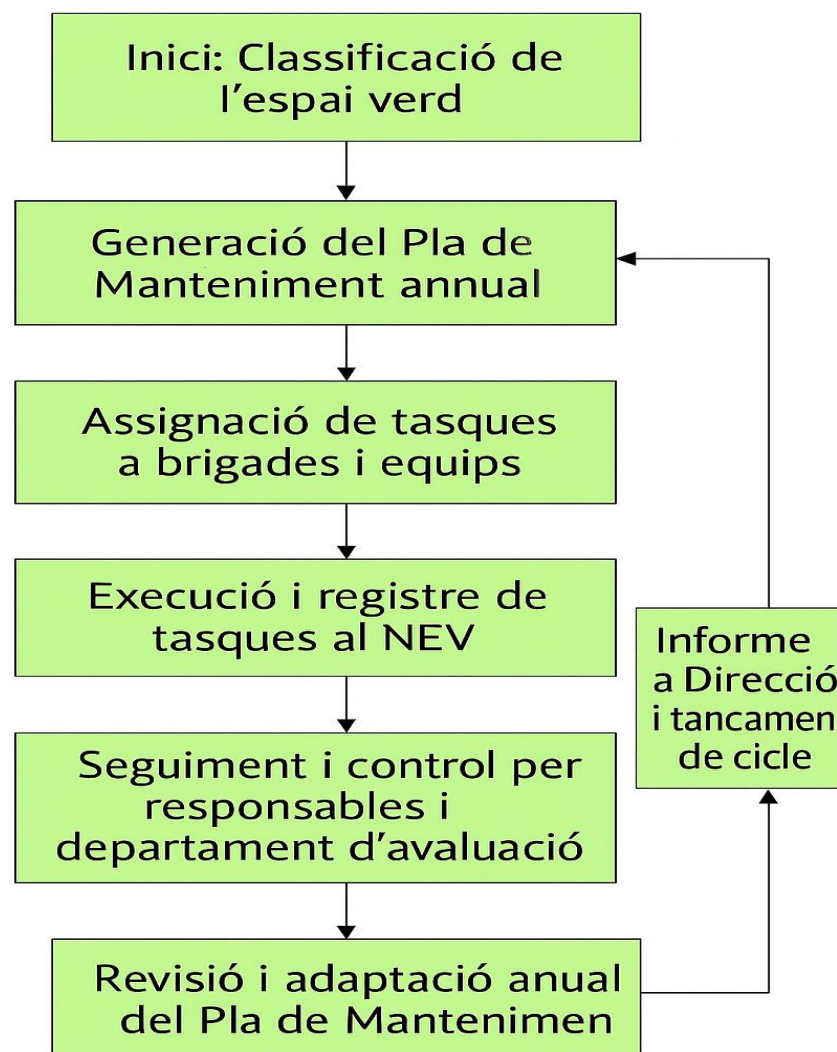 Inici: Classificació de
l'espai verd
Generació del Pla de
Manteniment annual
Assignació de tasques
a brigades i equips
Execució i registre de
tasques al NEV
Seguiment i control per
responsables i
departament d'avaluació
Revisió i adaptació anual
del Pla de Mantenimen
Informe
a Direcció
i tancamen
de cicle